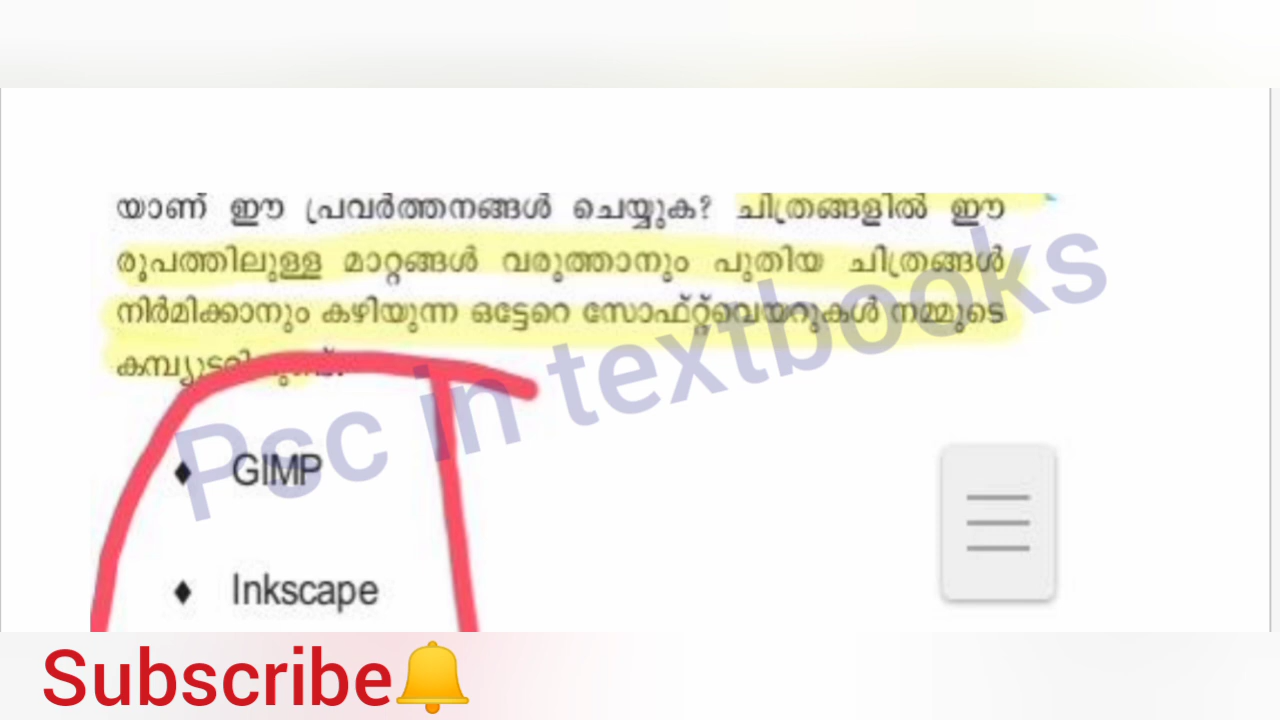 യാണ് ഈ പ്രവർത്തനങ്ങൾ ചെയ്യുക? ചിത്രങ്ങളിൽ ഈ
രൂപത്തിലുള്ള മാറ്റങ്ങൾ വരുത്താനും പുതിയ ചിത്രങ്ങൾ
നിർമിക്കാനും കഴിയുന്ന ഒട്ടേറെ സോഫ്റ്റ്‌വെയറുകൾ നമ്മുടെ
♦ GIMP
♦ Inkscape
Psc in textbooks
Subscribe🔔